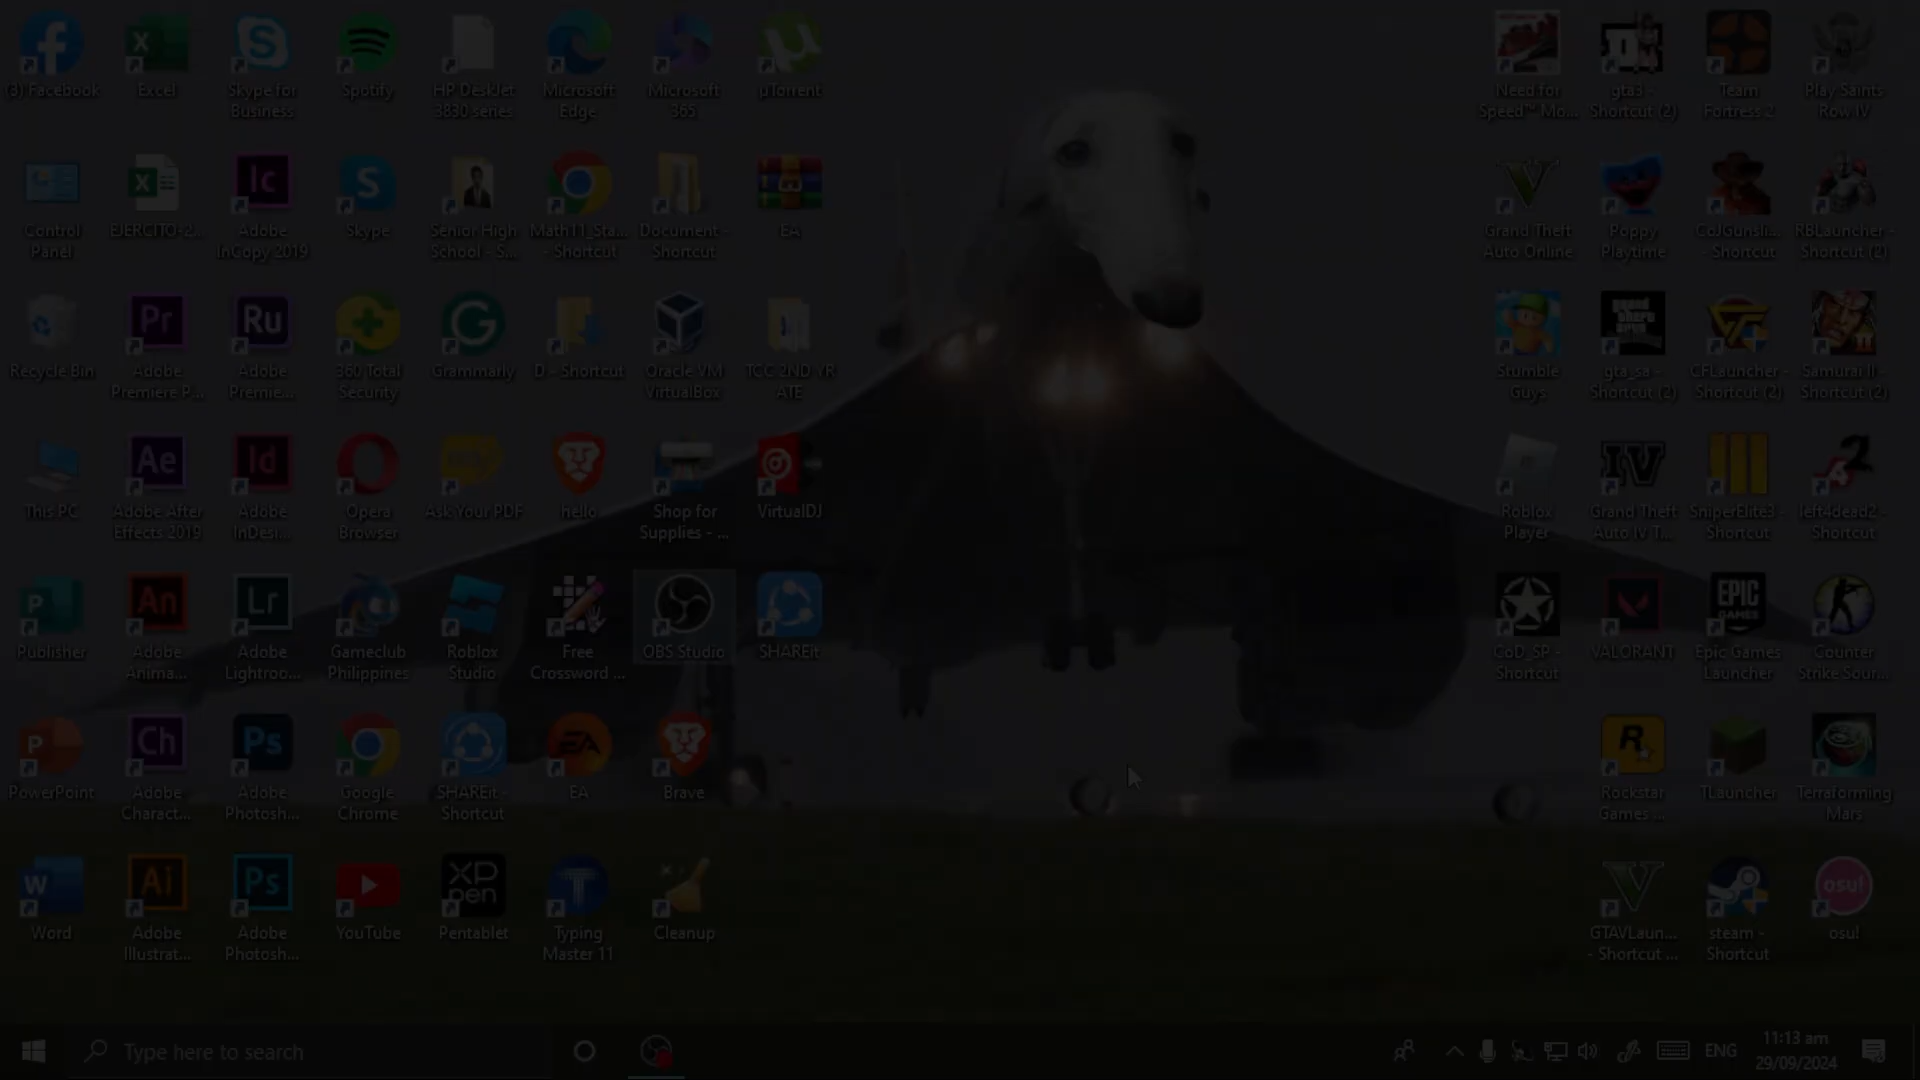 (3) Facebook
Excel
Skype for
Business
Spotify
HP DeskJet
3830 series
Microsoft
Edge
Microsoft
365
µTorrent
Need for
Speed™ Mo...
gta3 -
Shortcut (2)
Team
Fortress 2
Play Saints
Row IV
Control
Panel
EJERCITO-2...
Adobe
InCopy 2019
Skype
Senior High
School - S...
Math11_Sta...
- Shortcut
Document -
Shortcut
EA
Grand Theft
Auto Online
Poppy
Playtime
CoJGunsli...
- Shortcut
RBLauncher -
Shortcut (2)
Recycle Bin
Adobe
Premiere P...
Adobe
Premie...
360 Total
Security
Grammarly
D - Shortcut
Oracle VM
VirtualBox
TCC 2ND YR
ATE
Stumble
Guys
gta_sa -
Shortcut (2)
CFLauncher -
Shortcut (2)
Samurai II -
Shortcut (2)
This PC
Adobe After
Effects 2019
Adobe
InDesi...
Opera
Browser
Ask Your PDF
hello
Shop for
Supplies - ...
VirtualDJ
Roblox
Player
Grand Theft
Auto IV T...
SniperElite3 -
Shortcut
left4dead2 -
Shortcut
Publisher
Adobe
Anima...
Adobe
Lightroo...
Gameclub
Philippines
Roblox
Studio
Free
Crossword ...
OBS Studio
SHAREit
CoD_SP -
Shortcut
VALORANT
Epic Games
Launcher
Counter
Strike Sour...
PowerPoint
Adobe
Charact...
Adobe
Photosh...
Google
Chrome
SHAREit -
Shortcut
EA
Brave
Rockstar
Games ...
TLauncher
Terraforming
Mars
Word
Adobe
Illustrat...
Adobe
Photosh...
YouTube
Pentablet
Typing
Master 11
Cleanup
GTAVLaun...
- Shortcut ...
steam -
Shortcut
osu!
Type here to search
ENG
11:13 am
29/09/2024